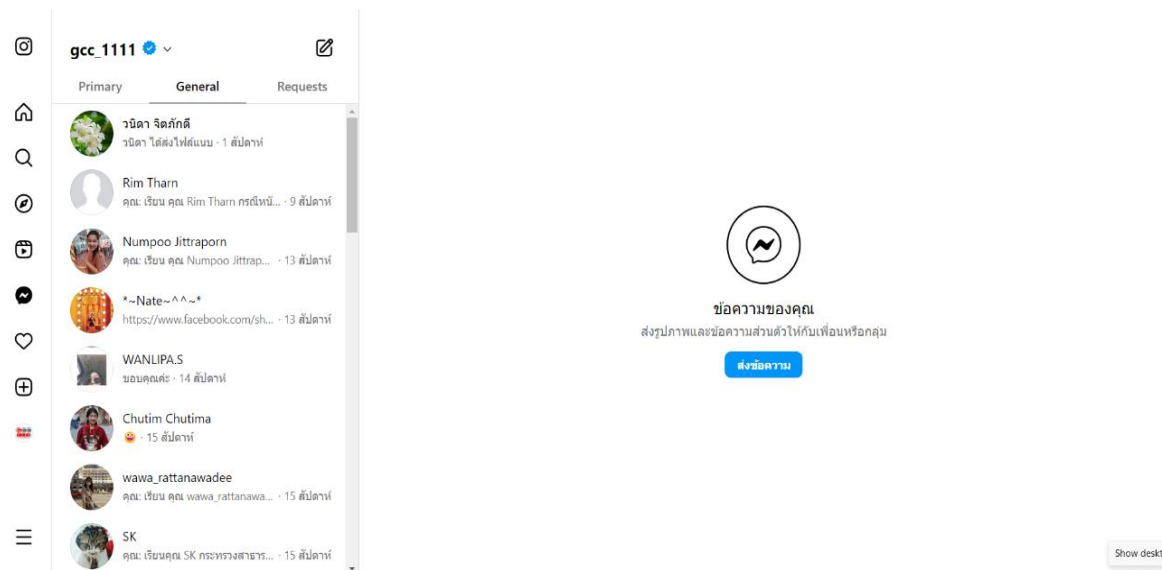 gcc_1111
Primary General Requests
วนิดา จิตภักดี
วนิดา ได้ส่งไฟล์แนบ · 1 สัปดาห์
Rim Tharn
คุณ: เรียน คุณ Rim Tharn กรณีหนั... · 9 สัปดาห์
Numpoo Jittraporn
คุณ: เรียน คุณ Numpoo Jittrap... · 13 สัปดาห์
*~Nate~^^~*
https://www.facebook.com/sh... · 13 สัปดาห์
WANLIPA.S
ขอบคุณค่ะ · 14 สัปดาห์
Chutim Chutima
· 15 สัปดาห์
wawa_rattanawadee
คุณ: เรียน คุณ wawa_rattanawa... · 15 สัปดาห์
SK
คุณ: เรียนคุณ SK กระทรวงสาธาร... · 15 สัปดาห์
ข้อความของคุณ
ส่งรูปภาพและข้อความส่วนตัวให้กับเพื่อนหรือกลุ่ม
ส่งข้อความ
Show deskt